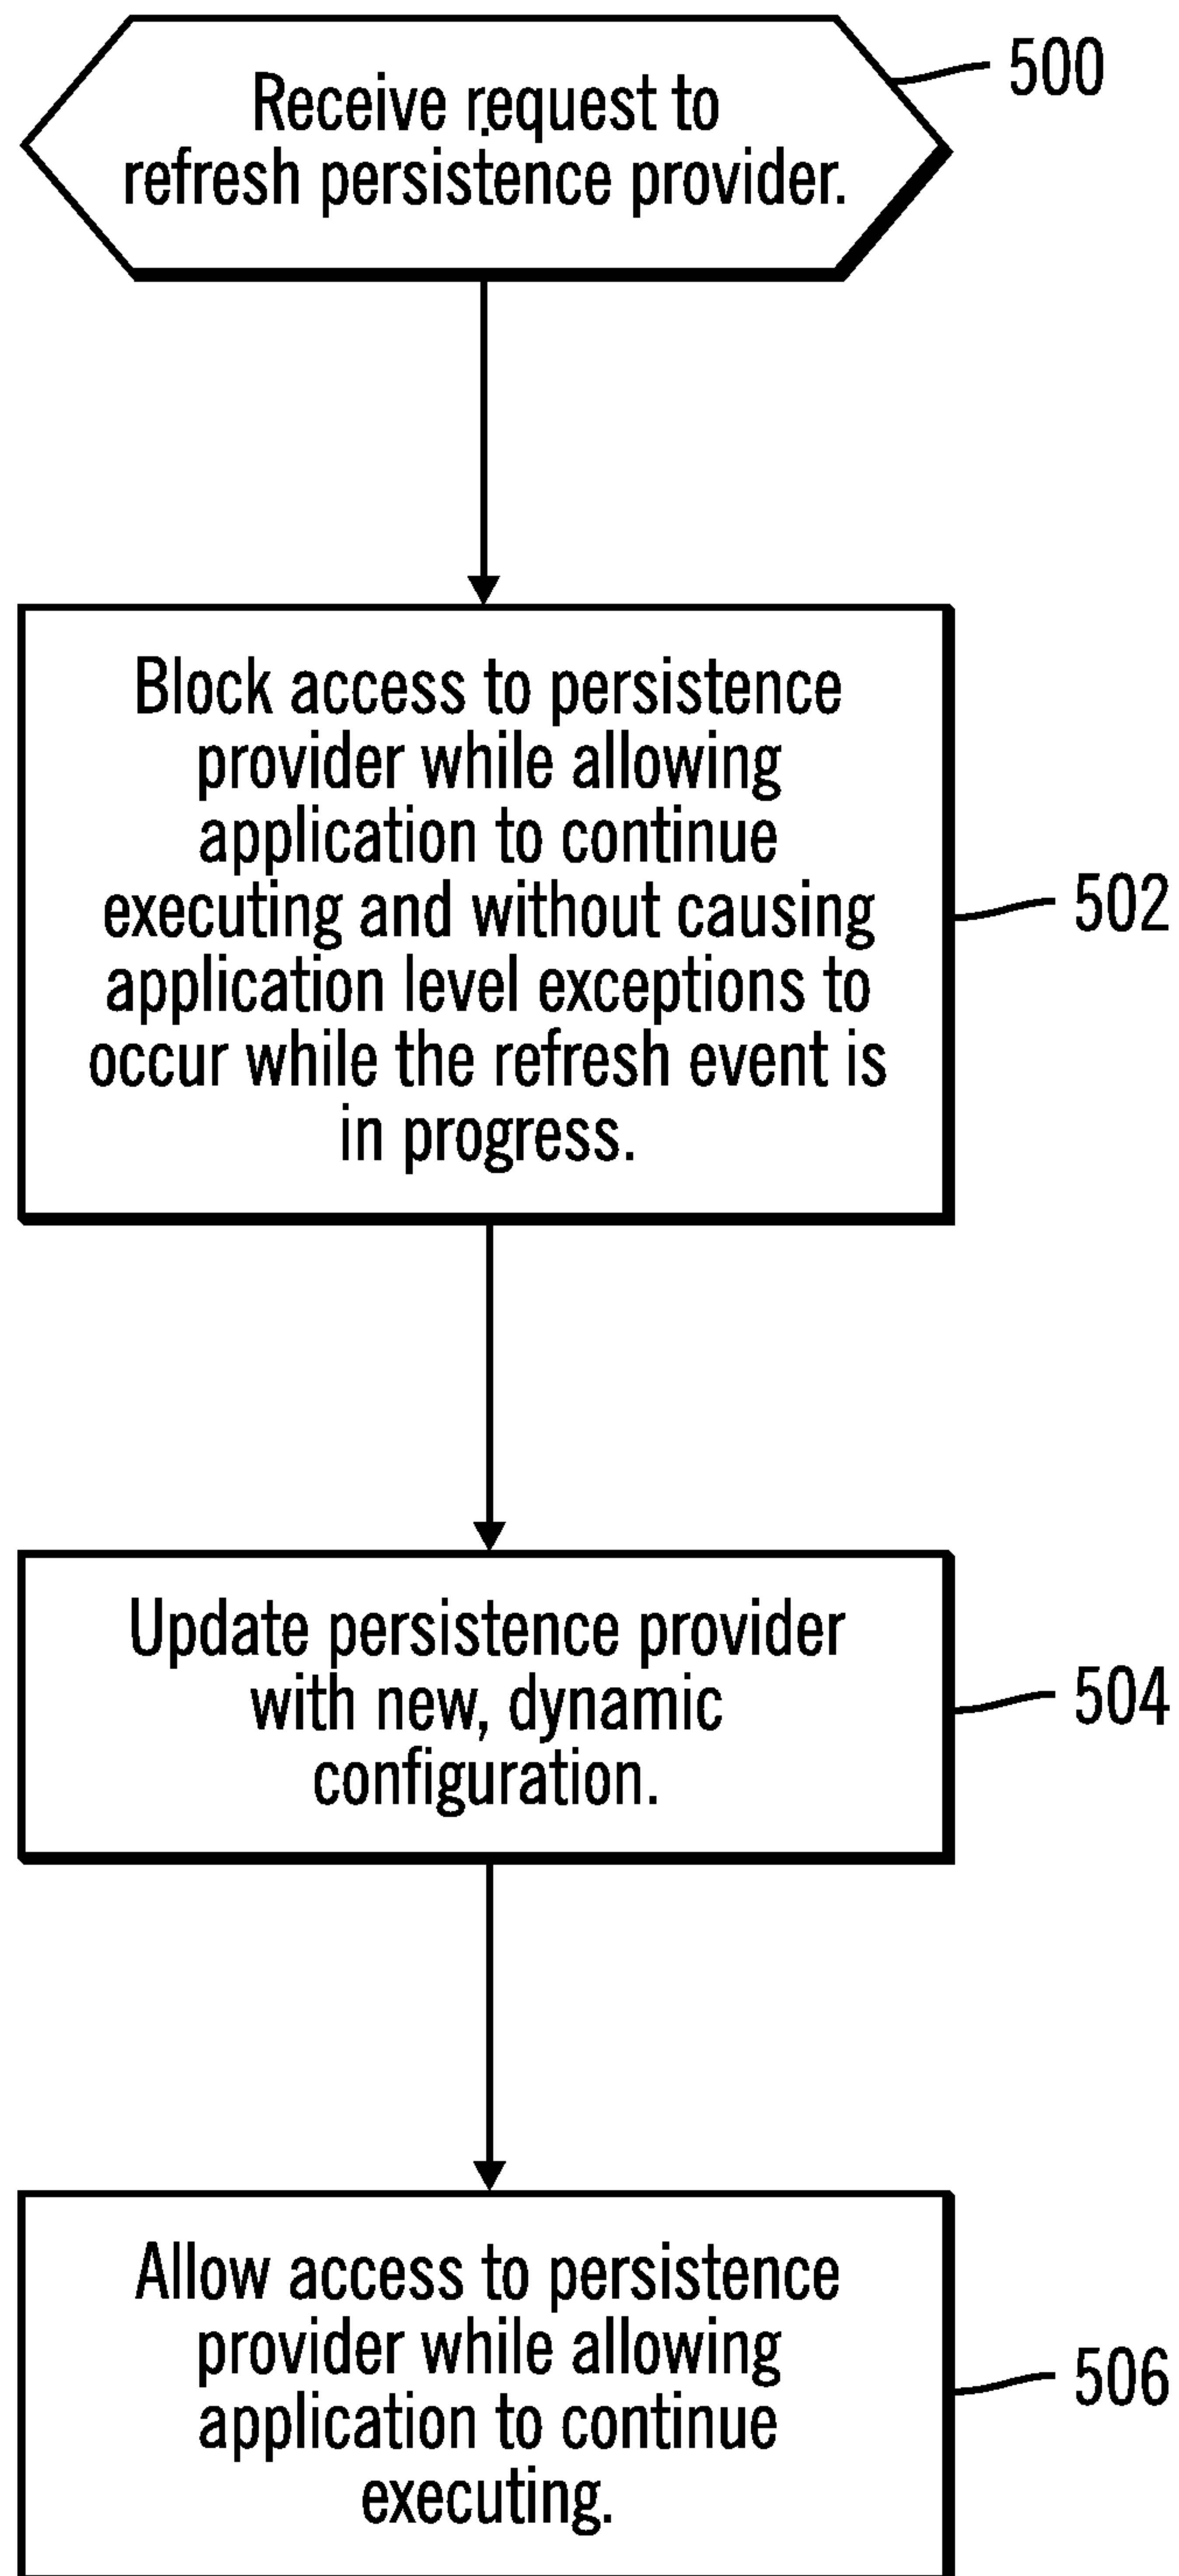 Receive request to
refresh persistence provider.
500
Block access to persistence
provider while allowing
application to continue
executing and without causing
application level exceptions to
occur while the refresh event is
in progress.
502
Update persistence provider
with new, dynamic
configuration.
504
Allow access to persistence
provider while allowing
application to continue
executing.
506